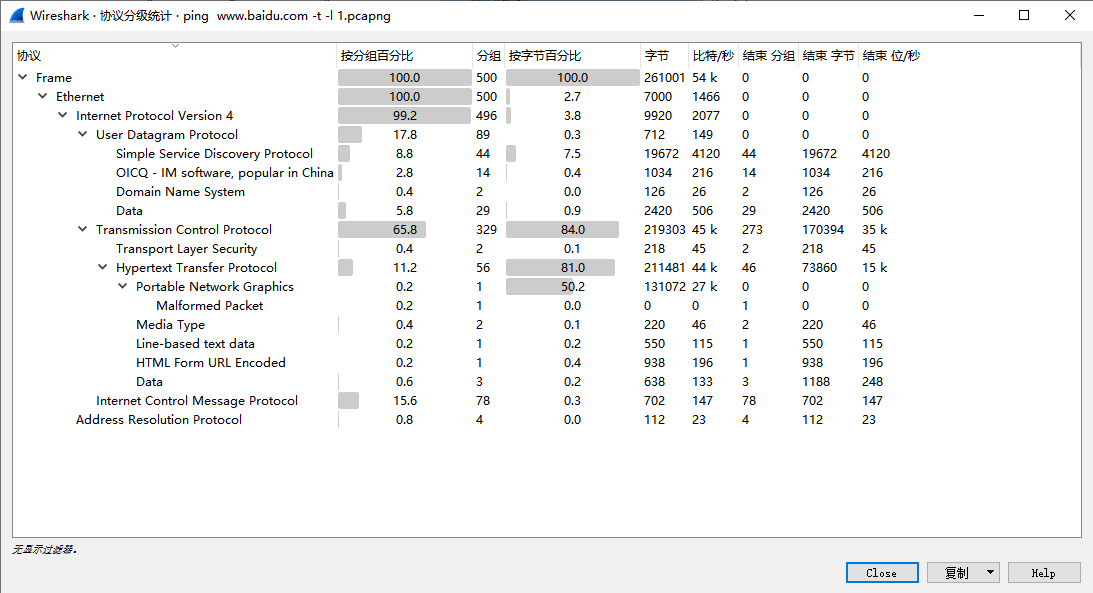 Wireshark · 协议分级统计 · ping www.baidu.com -t -l 1.pcapng
协议 按分组百分比 分组 按字节百分比 字节 比特/秒 结束 分组 结束 字节 结束 位/秒
Frame 100.0 500 100.0 261001 54 k 0 0 0
Ethernet 100.0 500 2.7 7000 1466 0 0 0
Internet Protocol Version 4 99.2 496 3.8 9920 2077 0 0 0
User Datagram Protocol 17.8 89 0.3 712 149 0 0 0
Simple Service Discovery Protocol 8.8 44 7.5 19672 4120 44 19672 4120
OICQ - IM software, popular in China 2.8 14 0.4 1034 216 14 1034 216
Domain Name System 0.4 2 0.0 126 26 2 126 26
Data 5.8 29 0.9 2420 506 29 2420 506
Transmission Control Protocol 65.8 329 84.0 219303 45 k 273 170394 35 k
Transport Layer Security 0.4 2 0.1 218 45 2 218 45
Hypertext Transfer Protocol 11.2 56 81.0 211481 44 k 46 73860 15 k
Portable Network Graphics 0.2 1 50.2 131072 27 k 0 0 0
Malformed Packet 0.2 1 0.0 0 0 1 0 0
Media Type 0.4 2 0.1 220 46 2 220 46
Line-based text data 0.2 1 0.2 550 115 1 550 115
HTML Form URL Encoded 0.2 1 0.4 938 196 1 938 196
Data 0.6 3 0.2 638 133 3 1188 248
Internet Control Message Protocol 15.6 78 0.3 702 147 78 702 147
Address Resolution Protocol 0.8 4 0.0 112 23 4 112 23
无显示过滤器。
Close 复制 Help